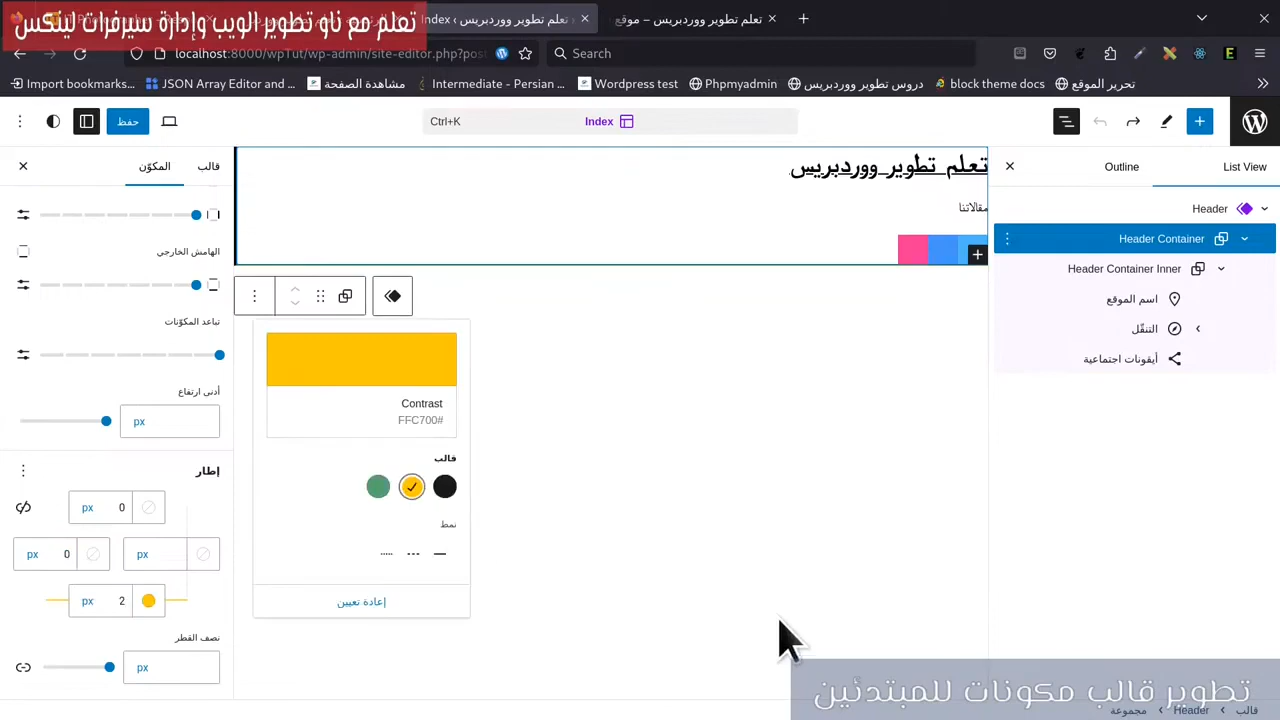 تعلم مع ناو تطوير الويب وإدارة سيرفرات لينكس
Index ‹ تعلم تطوير ووردبريس
تعلم تطوير ووردبريس – موقع
localhost:8000/wpTut/wp-admin/site-editor.php?post
Search
Import bookmarks...
JSON Array Editor and ...
مشاهدة الصفحة
Intermediate - Persian ...
Wordpress test
Phpmyadmin
دروس تطوير ووردبريس
block theme docs
تحرير الموقع
حفظ
Ctrl+K
Index
قالب
المكوّن
الهامش الخارجي
تباعد المكوّنات
أدنى ارتفاع
px
إطار
px 0
px 0
px
px 2
نصف القطر
px
تعلم تطوير ووردبريس
مقالاتنا
Contrast
FFC700#
قالب
نمط
إعادة تعيين
Outline
List View
Header
Header Container
Header Container Inner
اسم الموقع
التنقّل
أيقونات اجتماعية
تطوير قالب مكونات للمبتدئين
قالب › Header › مجموعة